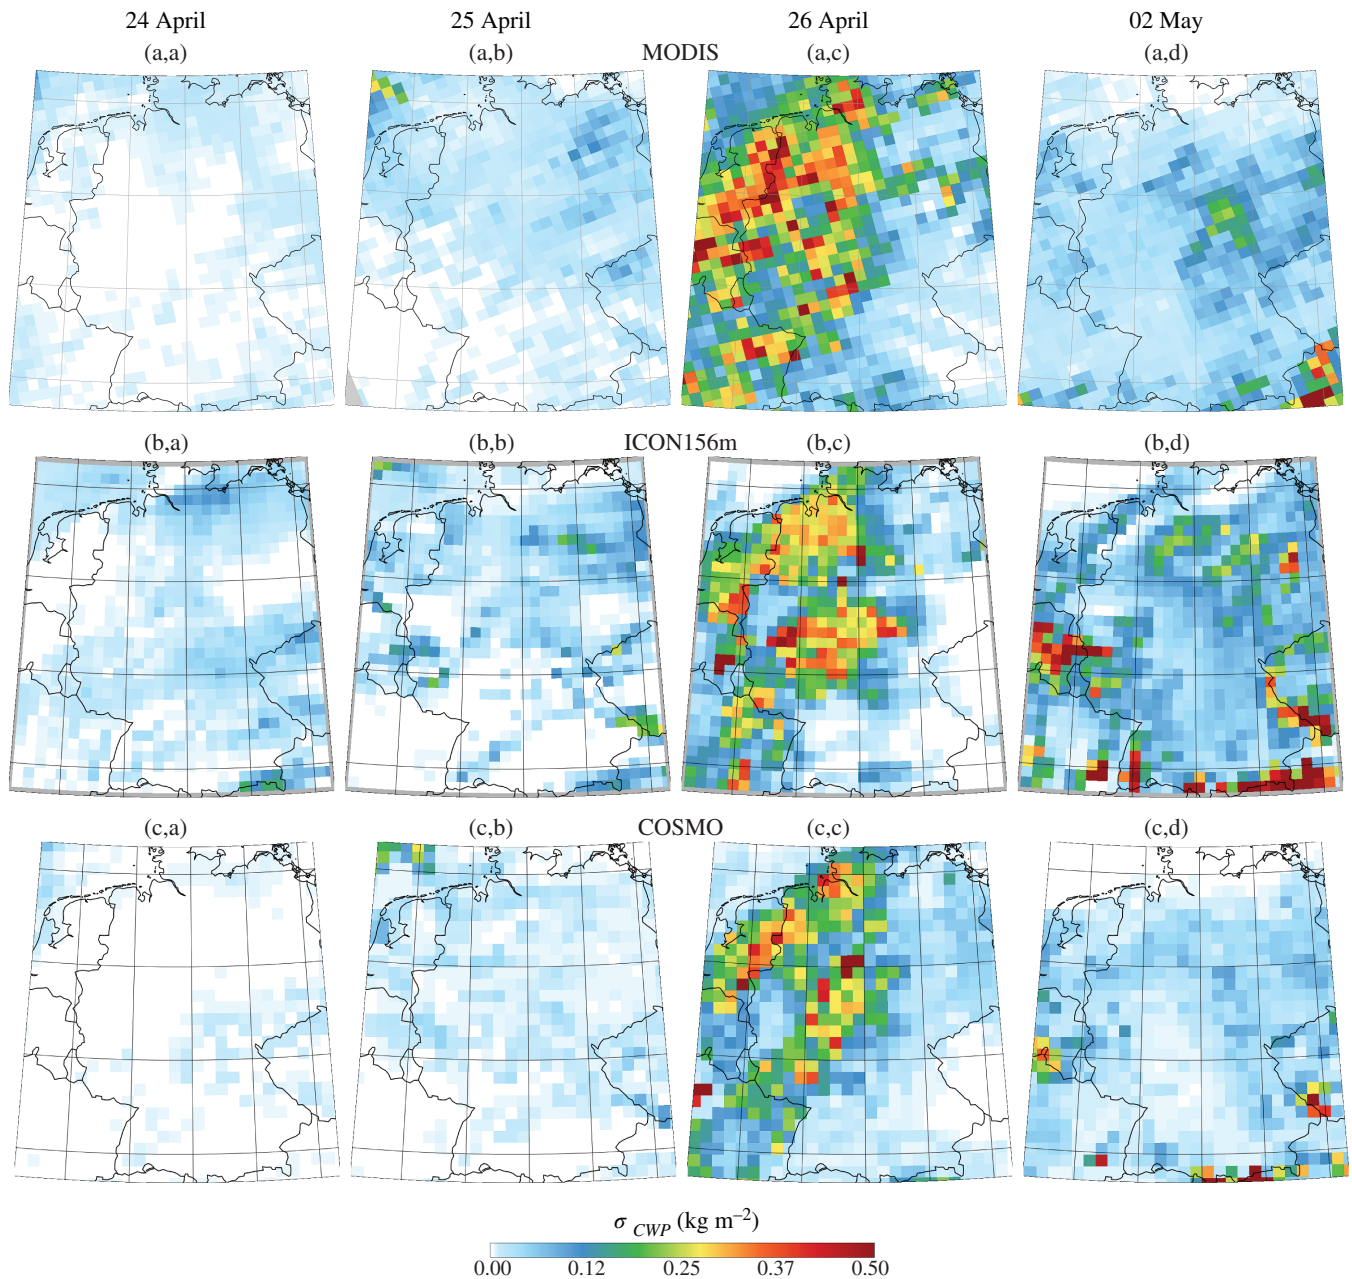 24 April 25 April 26 April 02 May
(a,a) (a,b) MODIS (a,c) (a,d)
(b,a) (b,b) ICON156m (b,c) (b,d)
(c,a) (c,b) COSMO (c,c) (c,d)
σ CWP (kg m−2)
0.00 0.12 0.25 0.37 0.50